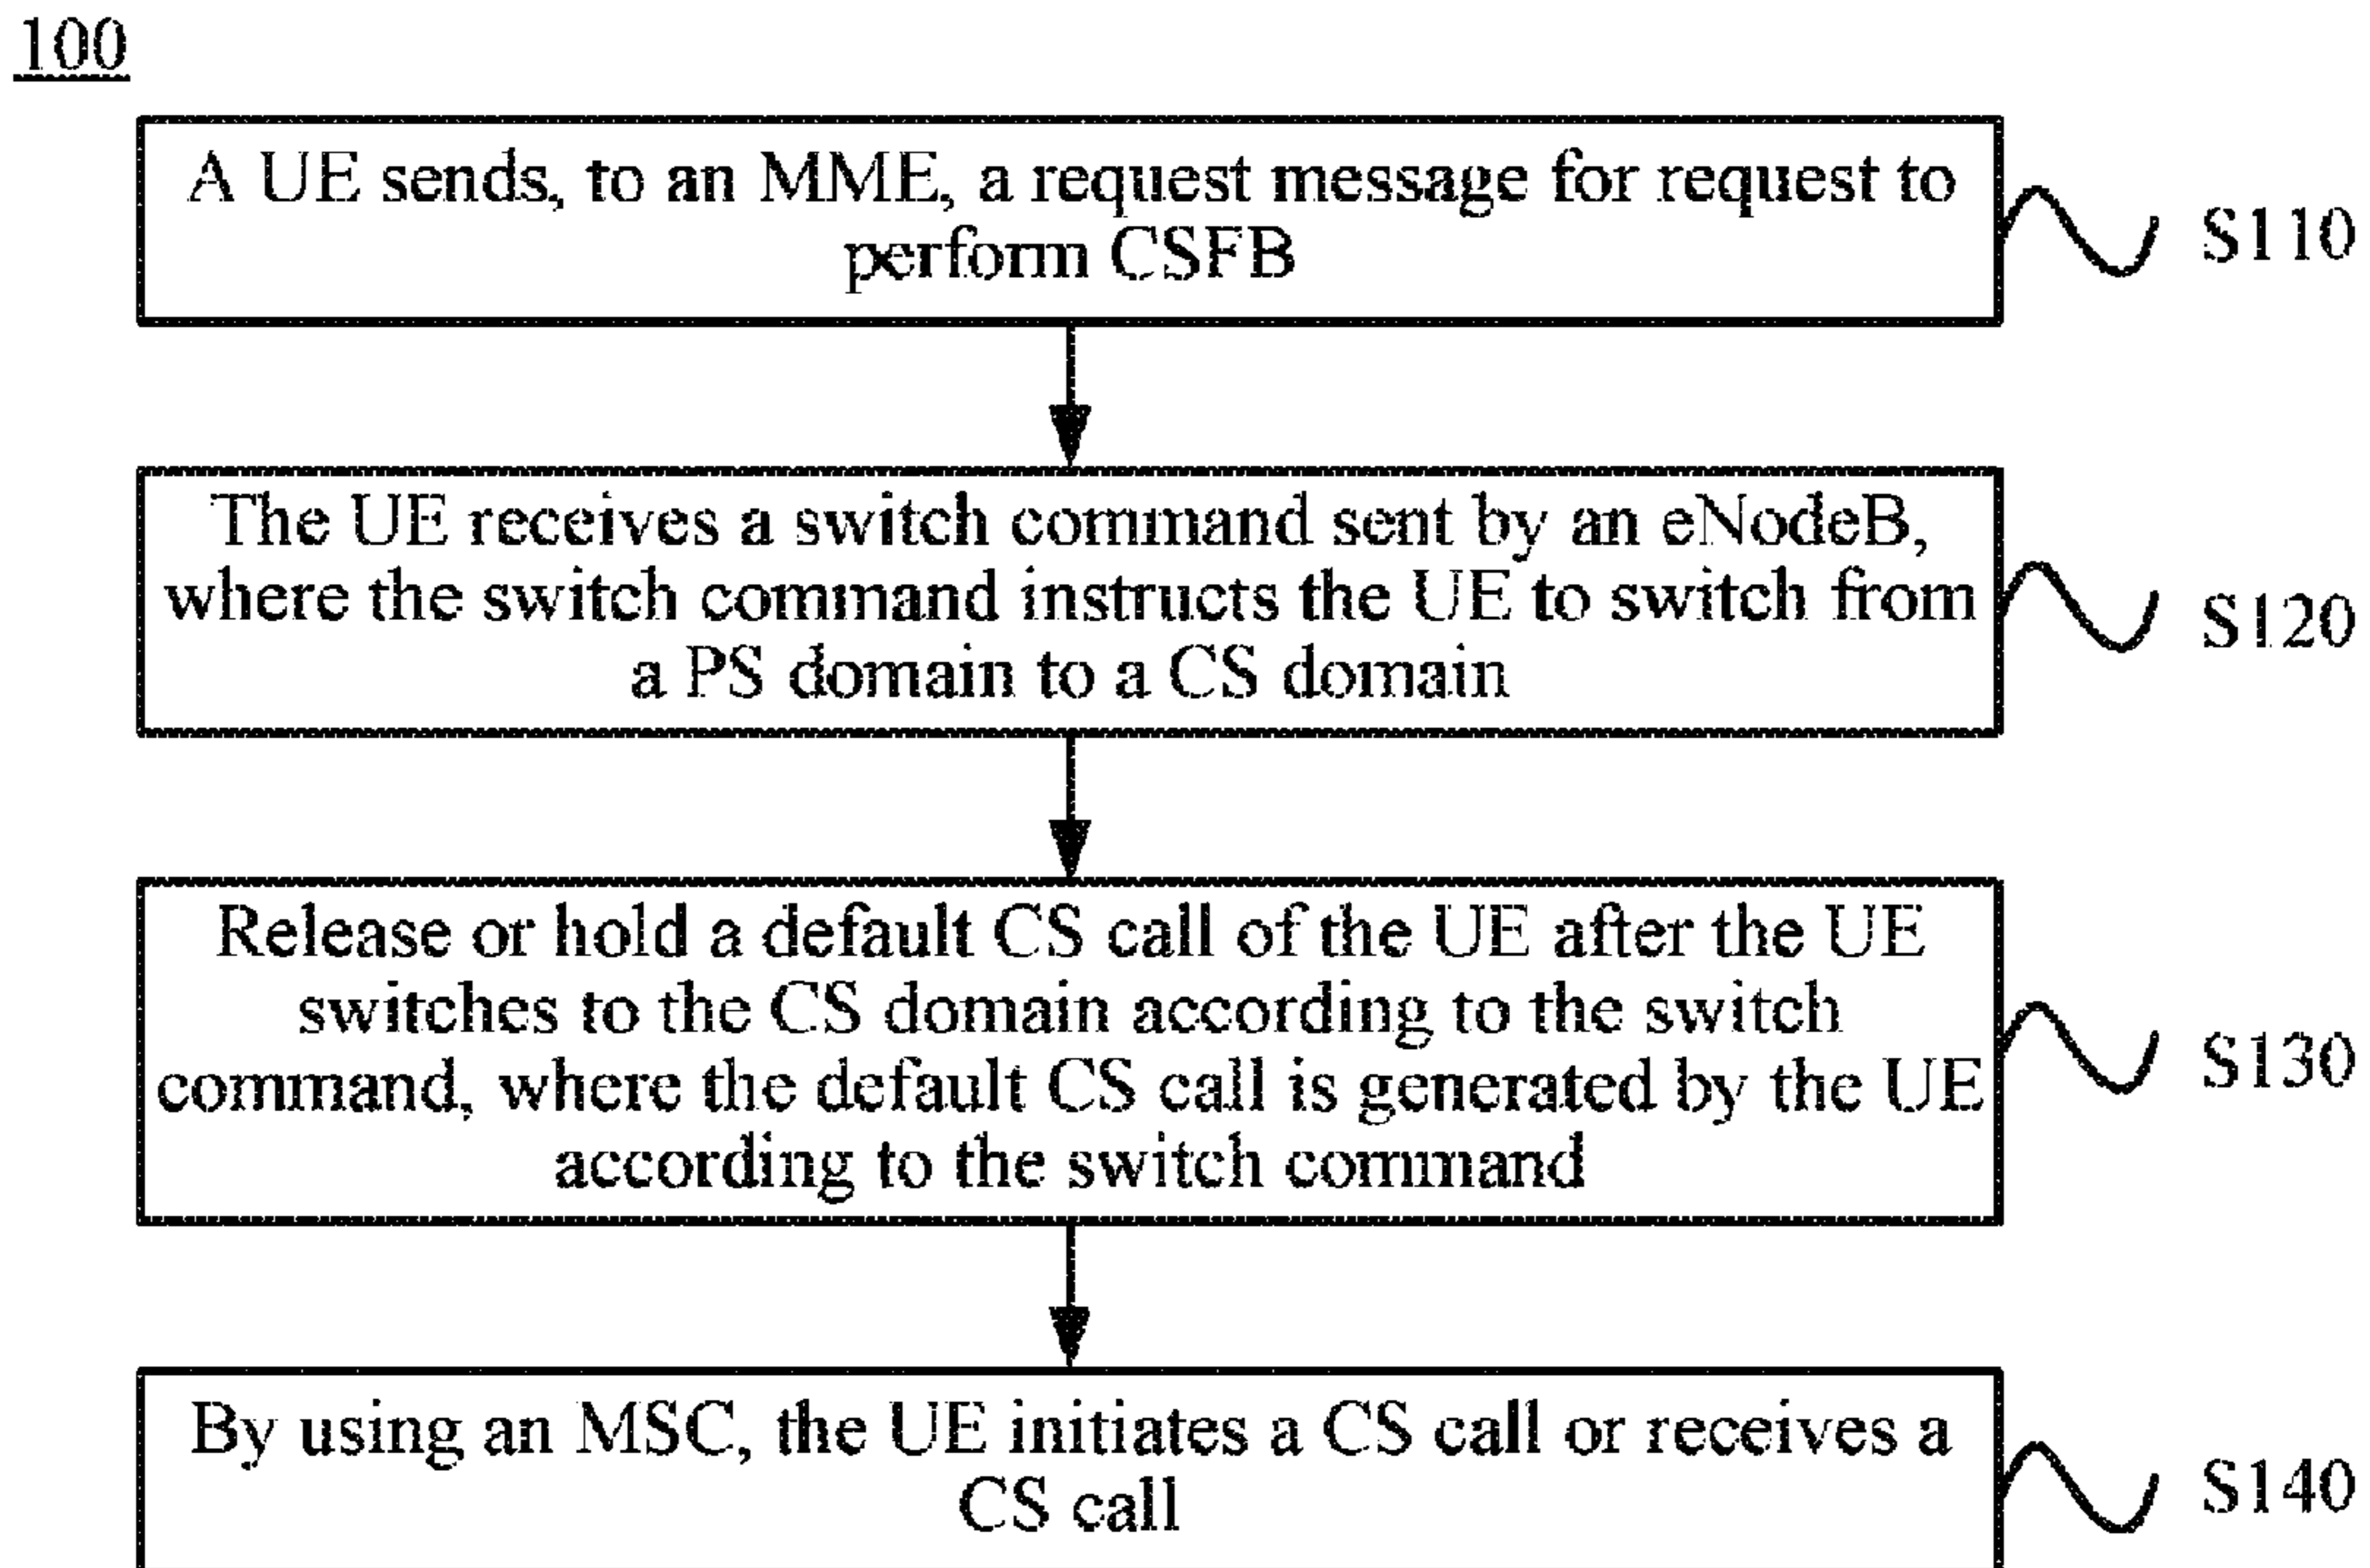 100
A UE sends, to an MME, a request message for request to
perform CSFB
S110
The UE receives a switch command sent by an eNodeB,
where the switch command instructs the UE to switch from
a PS domain to a CS domain
S120
Release or hold a default CS call of the UE after the UE
switches to the CS domain according to the switch
command, where the default CS call is generated by the UE
according to the switch command
S130
By using an MSC, the UE initiates a CS call or receives a
CS call
S140